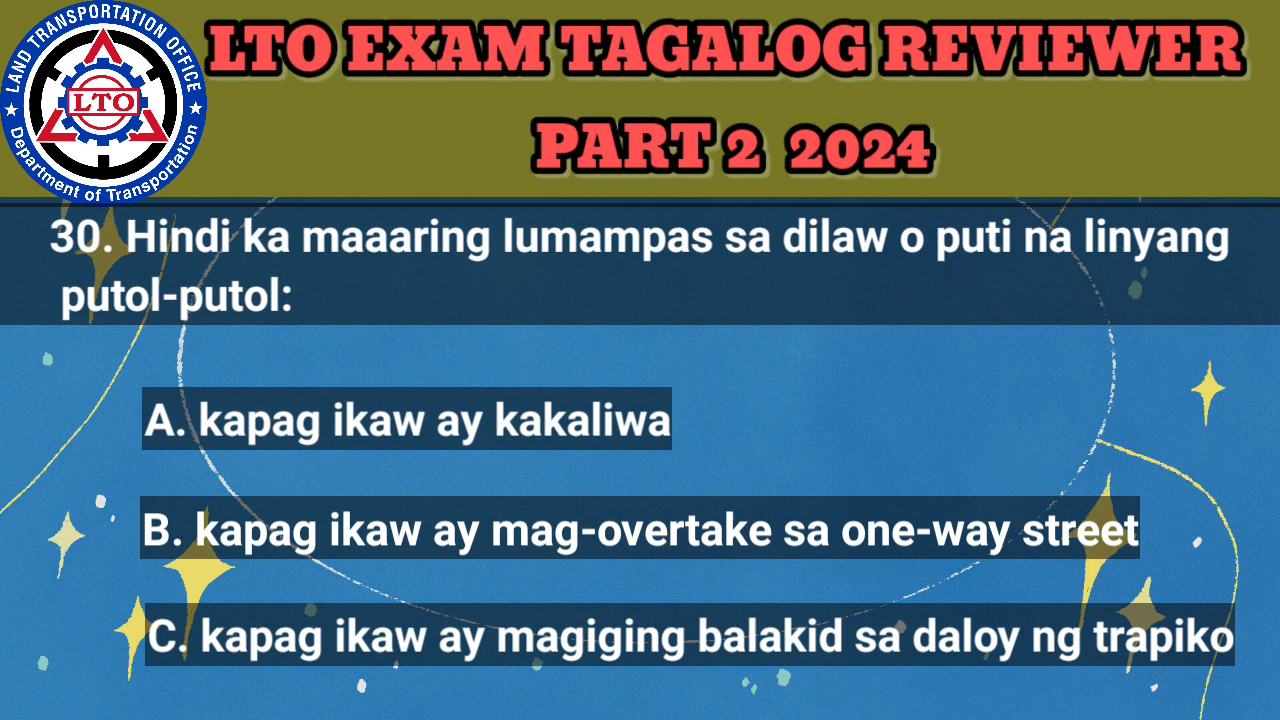 LAND TRANSPORTATION OFFICE
LTO
Department of Transportation
LTO EXAM TAGALOG REVIEWER
PART 2 2024
30. Hindi ka maaaring lumampas sa dilaw o puti na linyang
putol-putol:
A. kapag ikaw ay kakaliwa
B. kapag ikaw ay mag-overtake sa one-way street
C. kapag ikaw ay magiging balakid sa daloy ng trapiko